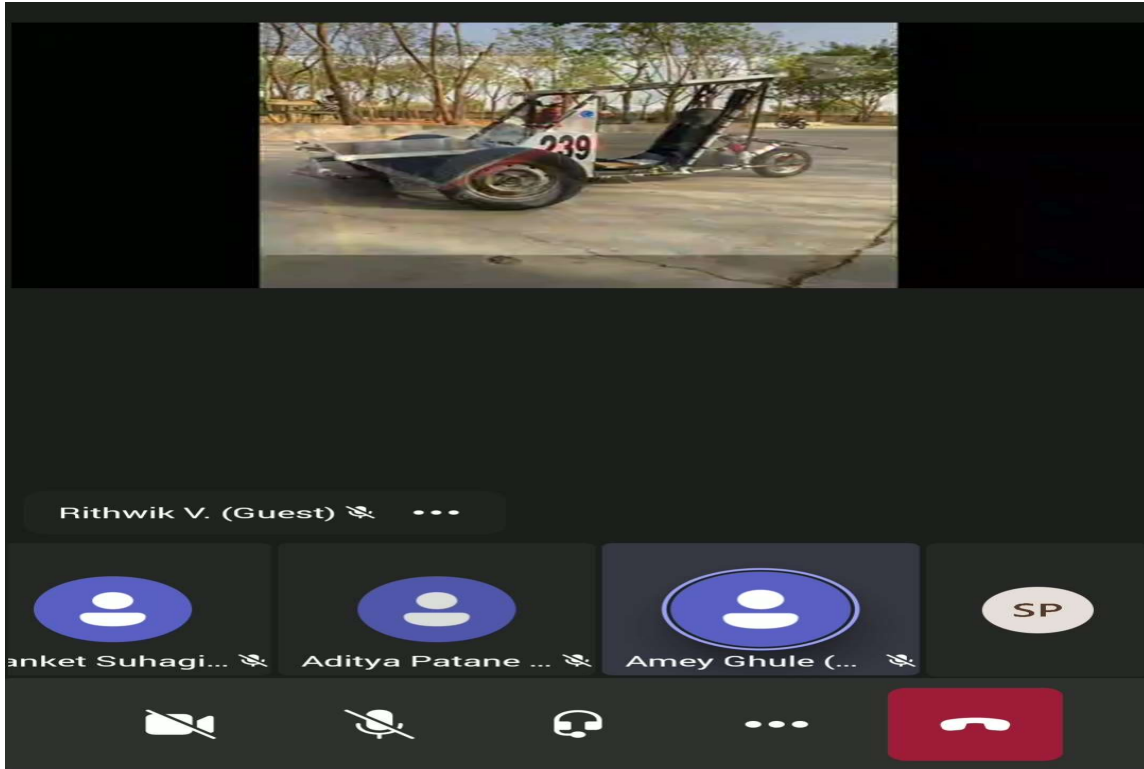 239
Rithwik V. (Guest) •••
anket Suhagi...
Aditya Patane ...
Amey Ghule (...
SP